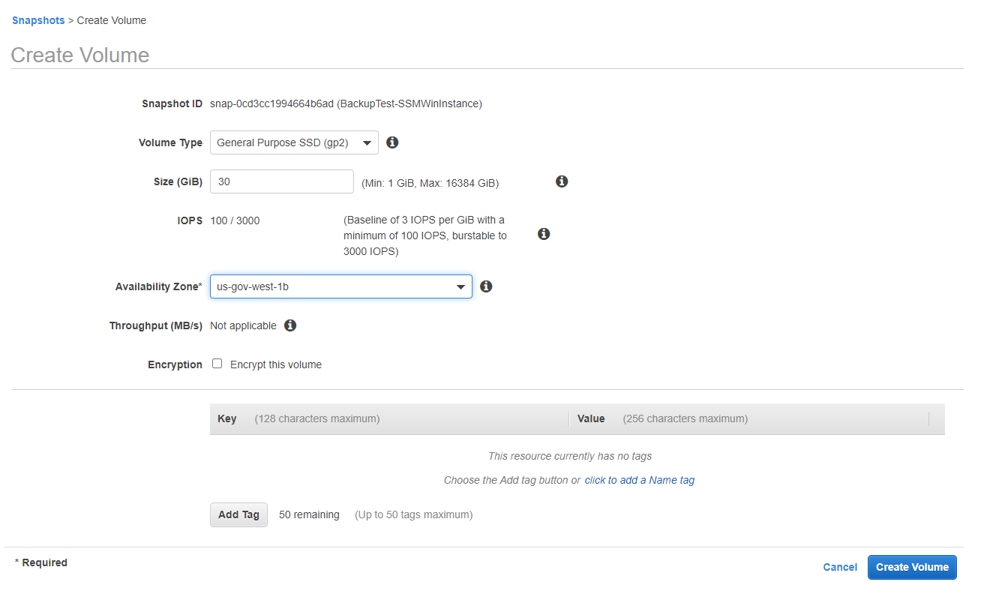 Snapshots > Create Volume
Create Volume
Snapshot ID snap-0cd3cc1994664b6ad (BackupTest-SSMWinInstance)
Volume Type General Purpose SSD (gp2)
Size (GiB) 30 (Min: 1 GiB, Max: 16384 GiB)
IOPS 100 / 3000 (Baseline of 3 IOPS per GiB with a
minimum of 100 IOPS, burstable to
3000 IOPS)
Availability Zone* us-gov-west-1b
Throughput (MB/s) Not applicable
Encryption Encrypt this volume
Key (128 characters maximum) Value (256 characters maximum)
This resource currently has no tags
Choose the Add tag button or click to add a Name tag
Add Tag 50 remaining (Up to 50 tags maximum)
* Required
Cancel Create Volume